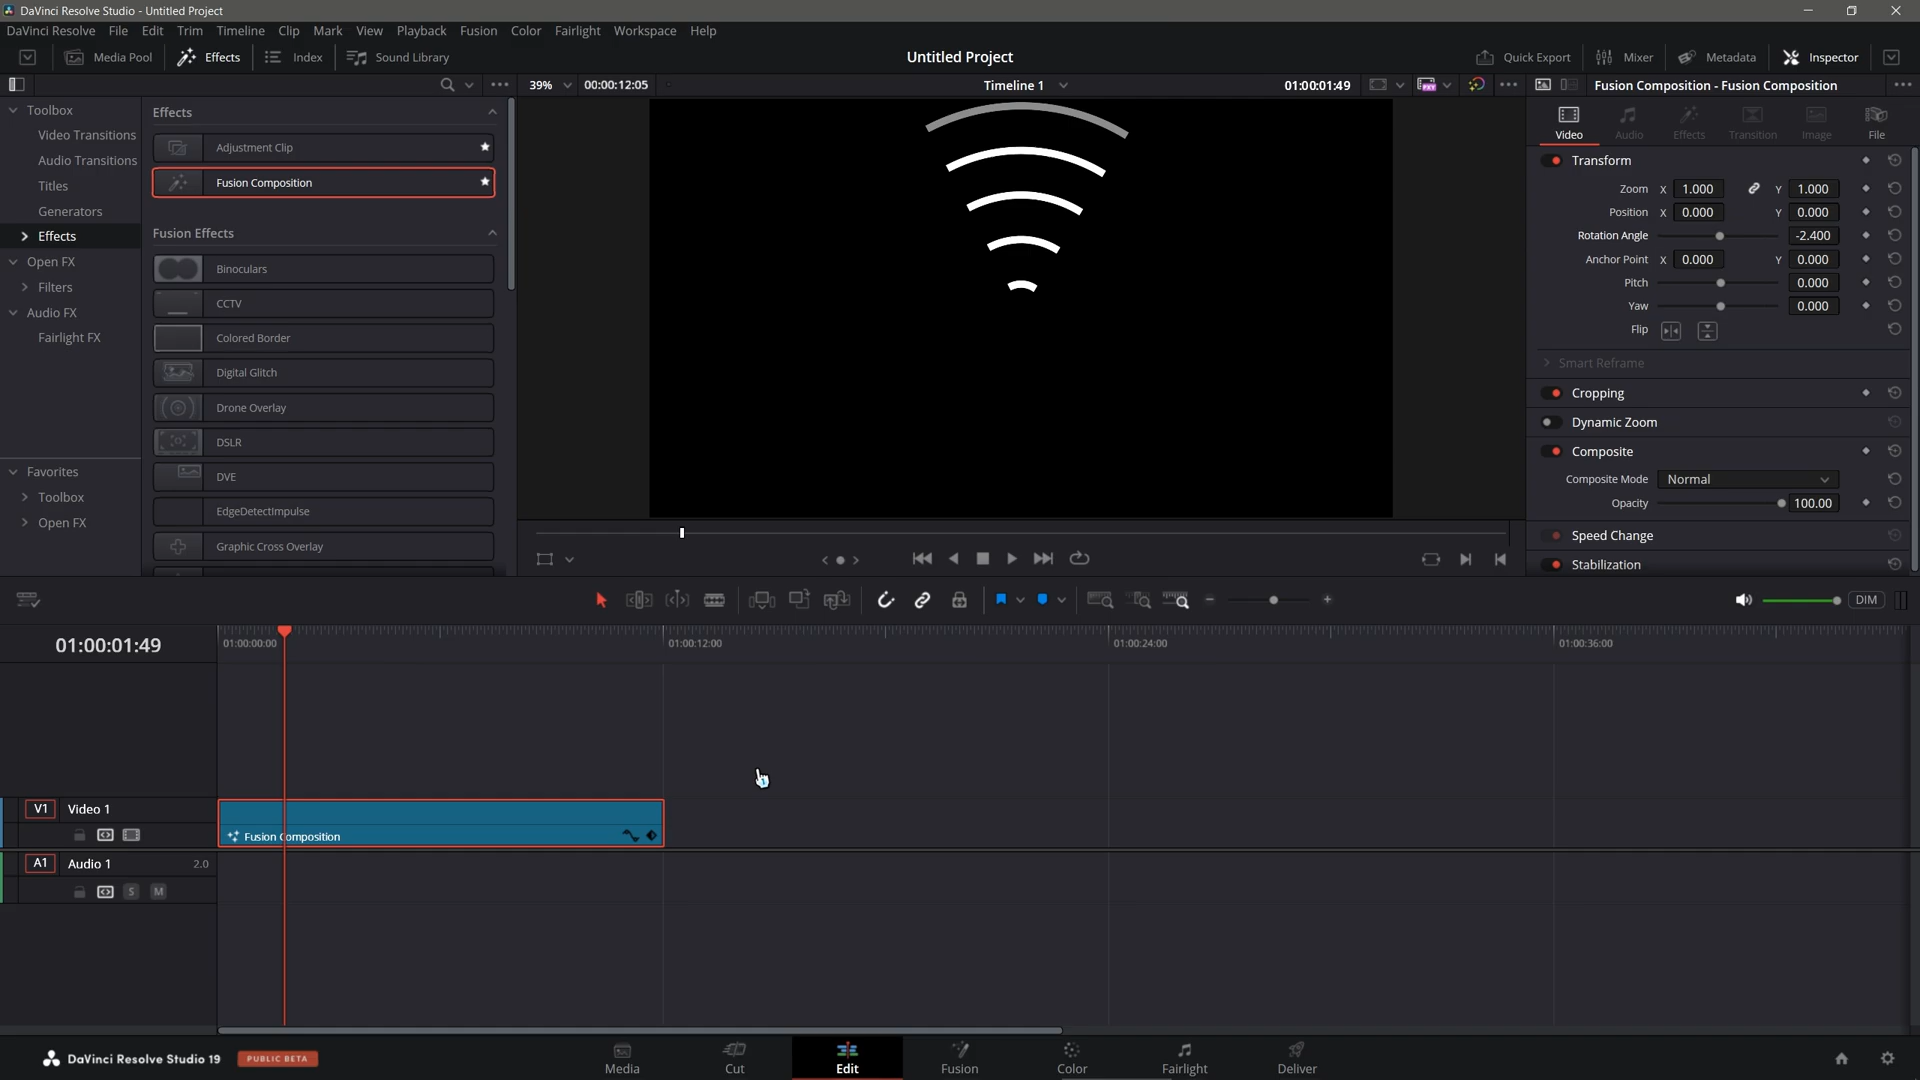 DaVinci Resolve Studio - Untitled Project
DaVinci Resolve File Edit Trim Timeline Clip Mark View Playback Fusion Color Fairlight Workspace Help
Media Pool Effects Index Sound Library Untitled Project Quick Export Mixer Metadata Inspector
39% 00:00:12:05 Timeline 1 01:00:01:49 Fusion Composition - Fusion Composition
Toolbox
Video Transitions
Audio Transitions
Titles
Generators
Effects
Open FX
Filters
Audio FX
Fairlight FX
Favorites
Toolbox
Open FX
Effects
Adjustment Clip
Fusion Composition
Fusion Effects
Binoculars
CCTV
Colored Border
Digital Glitch
Drone Overlay
DSLR
DVE
EdgeDetectImpulse
Graphic Cross Overlay
Video Audio Effects Transition Image File
Transform
Zoom X 1.000 Y 1.000
Position X 0.000 Y 0.000
Rotation Angle -2.400
Anchor Point X 0.000 Y 0.000
Pitch 0.000
Yaw 0.000
Flip
Smart Reframe
Cropping
Dynamic Zoom
Composite
Composite Mode Normal
Opacity 100.00
Speed Change
Stabilization
DIM
01:00:01:49 01:00:00:00 01:00:12:00 01:00:24:00 01:00:36:00
V1 Video 1
Fusion Composition
A1 Audio 1 2.0
S M
DaVinci Resolve Studio 19 PUBLIC BETA
Media Cut Edit Fusion Color Fairlight Deliver